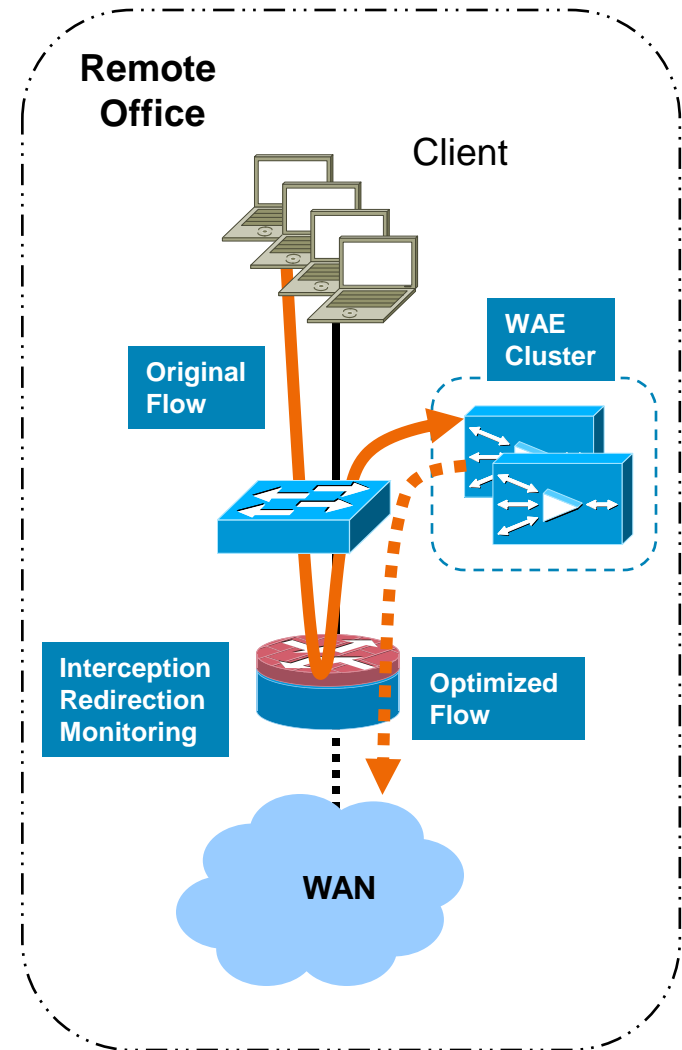 Remote
Office
Client
WAE
Cluster
Original
Flow
Interception
Redirection
Monitoring
Optimized
Flow
WAN